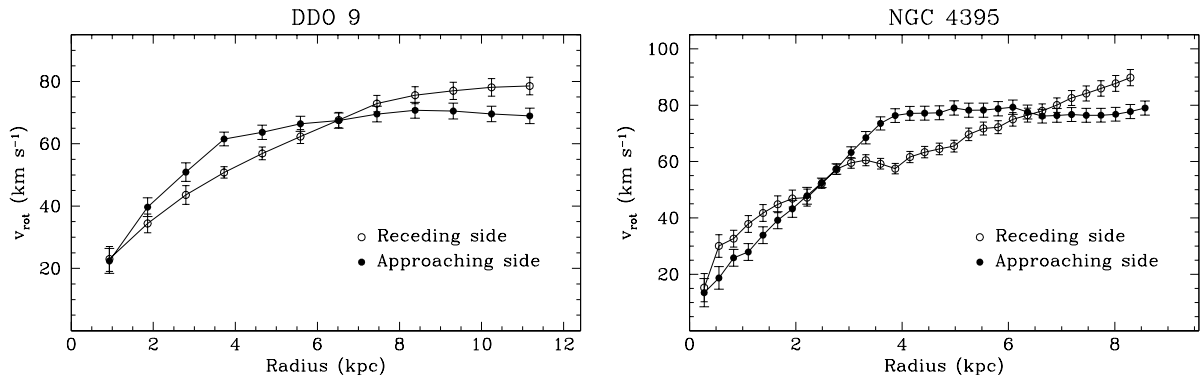 DDO 9
80
60
40
20
v_rot (km s⁻¹)
○ Receding side
● Approaching side
0 2 4 6 8 10 12
Radius (kpc)
NGC 4395
100
80
60
40
20
v_rot (km s⁻¹)
○ Receding side
● Approaching side
0 2 4 6 8
Radius (kpc)